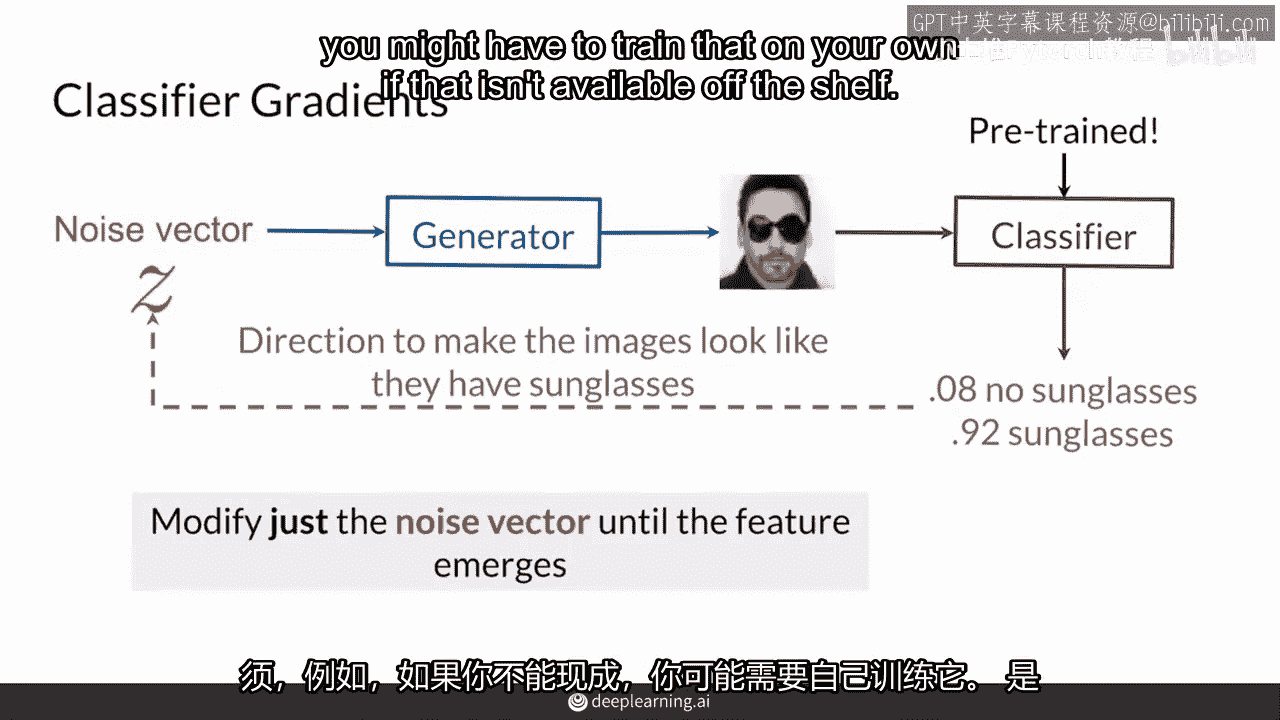 GPT中英字幕课程资源@bilibili.com
you might have to train that on your own
if that isn't available off the shelf.
Classifier Gradients
Pre-trained!
Noise vector
Generator
Classifier
z
Direction to make the images look like
they have sunglasses
.08 no sunglasses
.92 sunglasses
Modify just the noise vector until the feature
emerges
须，例如，如果你不能现成，你可能需要自己训练它。 是
deeplearning.ai